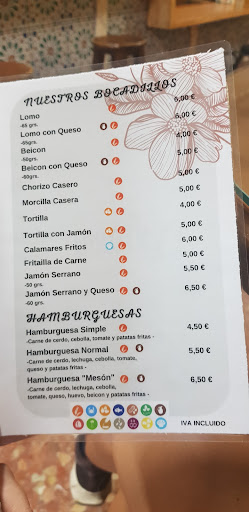 NUESTROS BOCADILLOS
Lomo 5,00 €
-65 grs.
Lomo con Queso 6,00 €
-65grs.
Beicon 4,00 €
-50grs.
Beicon con Queso 5,00 €
-80grs.
Chorizo Casero 5,00 €
Morcilla Casera 5,00 €
Tortilla 4,00 €
Tortilla con Jamón 5,00 €
Calamares Fritos 6,00 €
Fritailla de Carne 5,00 €
Jamón Serrano 5,50 €
-50 grs.
Jamón Serrano y Queso 6,50 €
-60 grs.
HAMBURGUESAS
Hamburguesa Simple 4,50 €
-Carne de cerdo, cebolla, tomate y patatas fritas -
Hamburguesa Normal 5,50 €
-Carne de cerdo, lechuga, cebolla, tomate,
queso y patatas fritas -
Hamburguesa "Mesón" 6,50 €
-Carne de cerdo, lechuga, cebolla,
tomate, queso, huevo, beicon y patatas fritas -
IVA INCLUIDO